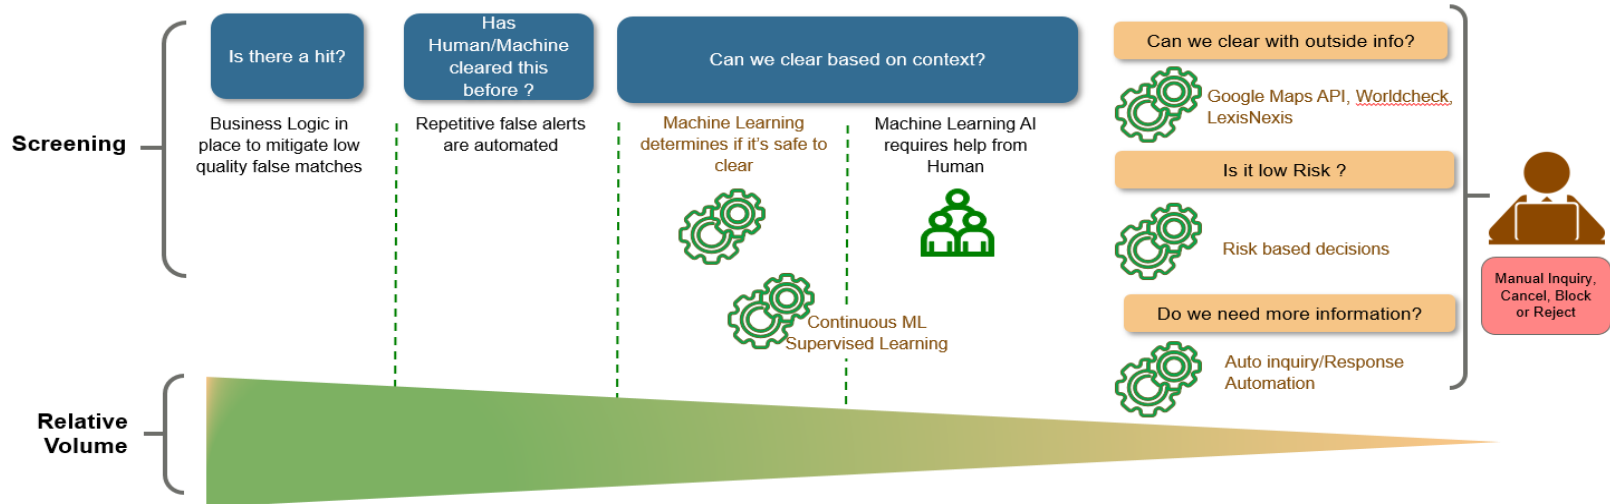 Screening
Is there a hit?
Business Logic in
place to mitigate low
quality false matches
Has
Human/Machine
cleared this
before ?
Repetitive false alerts
are automated
Can we clear based on context?
Machine Learning
determines if it's safe to
clear
Machine Learning AI
requires help from
Human
Continuous ML
Supervised Learning
Can we clear with outside info?
Google Maps API, Worldcheck,
LexisNexis
Is it low Risk ?
Risk based decisions
Do we need more information?
Auto inquiry/Response
Automation
Manual Inquiry,
Cancel, Block
or Reject
Relative
Volume